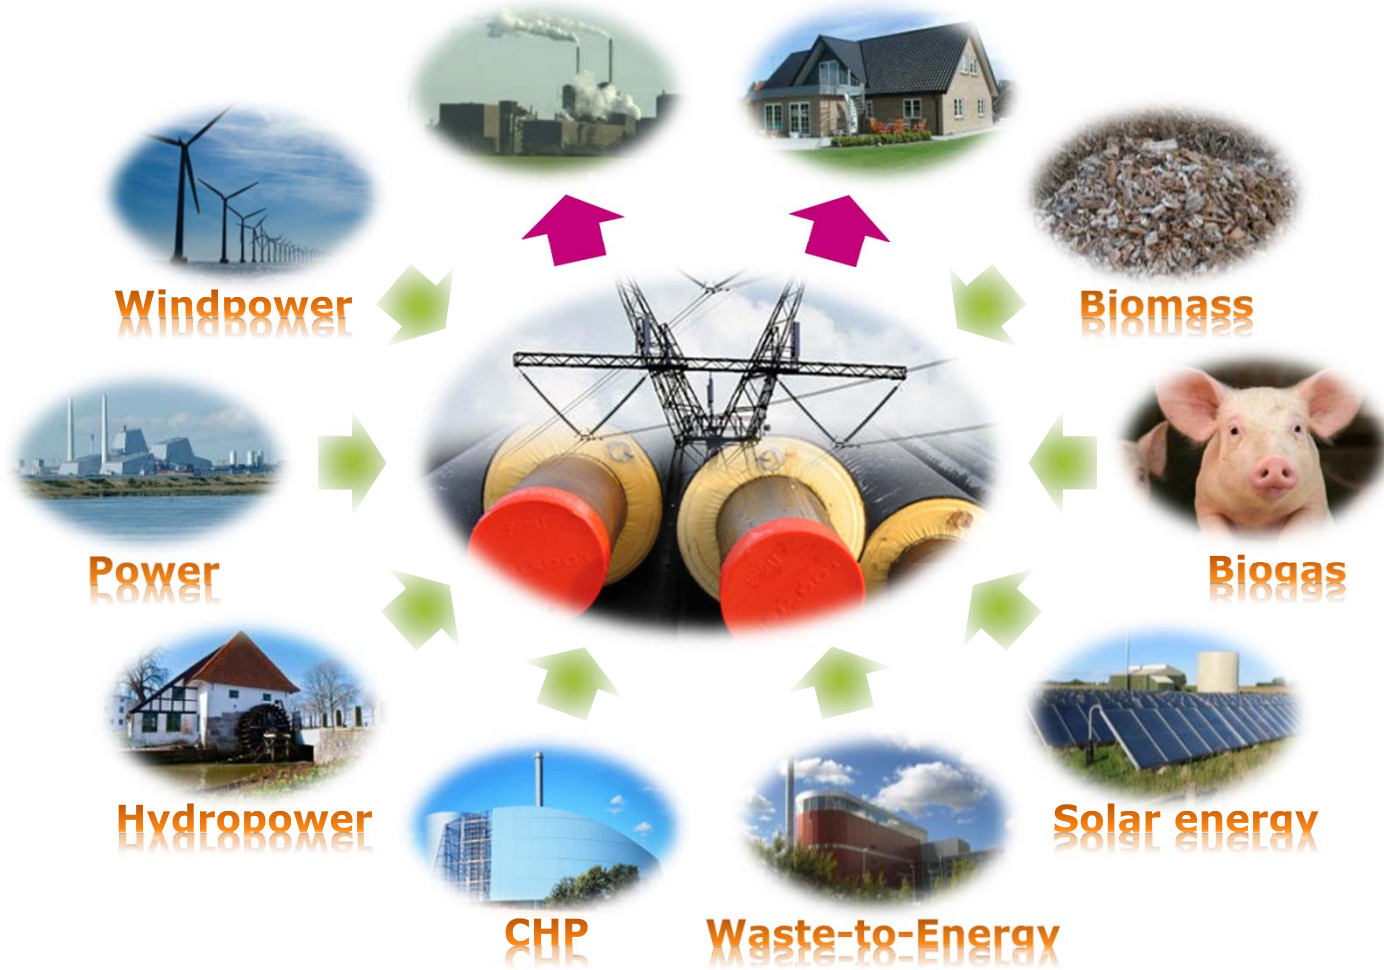 Windpower
Biomass
Power
Biogas
Hydropower
Solar energy
CHP
Waste-to-Energy